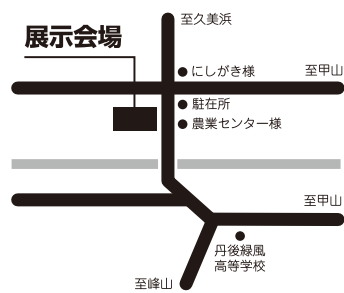 至久美浜
展示会場
にしがき様
至甲山
駐在所
農業センター様
至甲山
丹後緑風
高等学校
至峰山